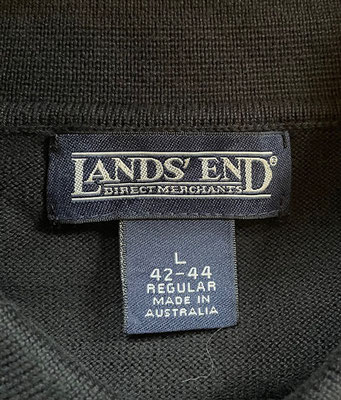 LANDS' END®
DIRECT MERCHANTS
L
42-44
REGULAR
MADE IN
AUSTRALIA